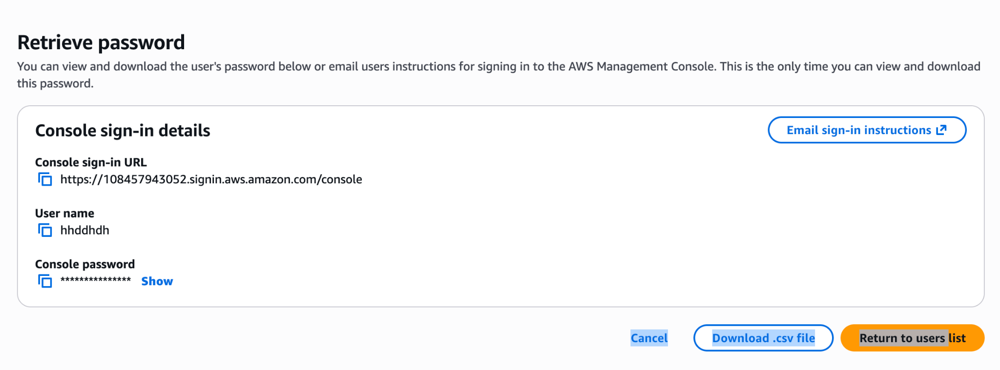 Retrieve password
You can view and download the user's password below or email users instructions for signing in to the AWS Management Console. This is the only time you can view and download
this password.
Console sign-in details
Email sign-in instructions
Console sign-in URL
https://108457943052.signin.aws.amazon.com/console
User name
hhddhdh
Console password
*************** Show
Cancel
Download .csv file
Return to users list